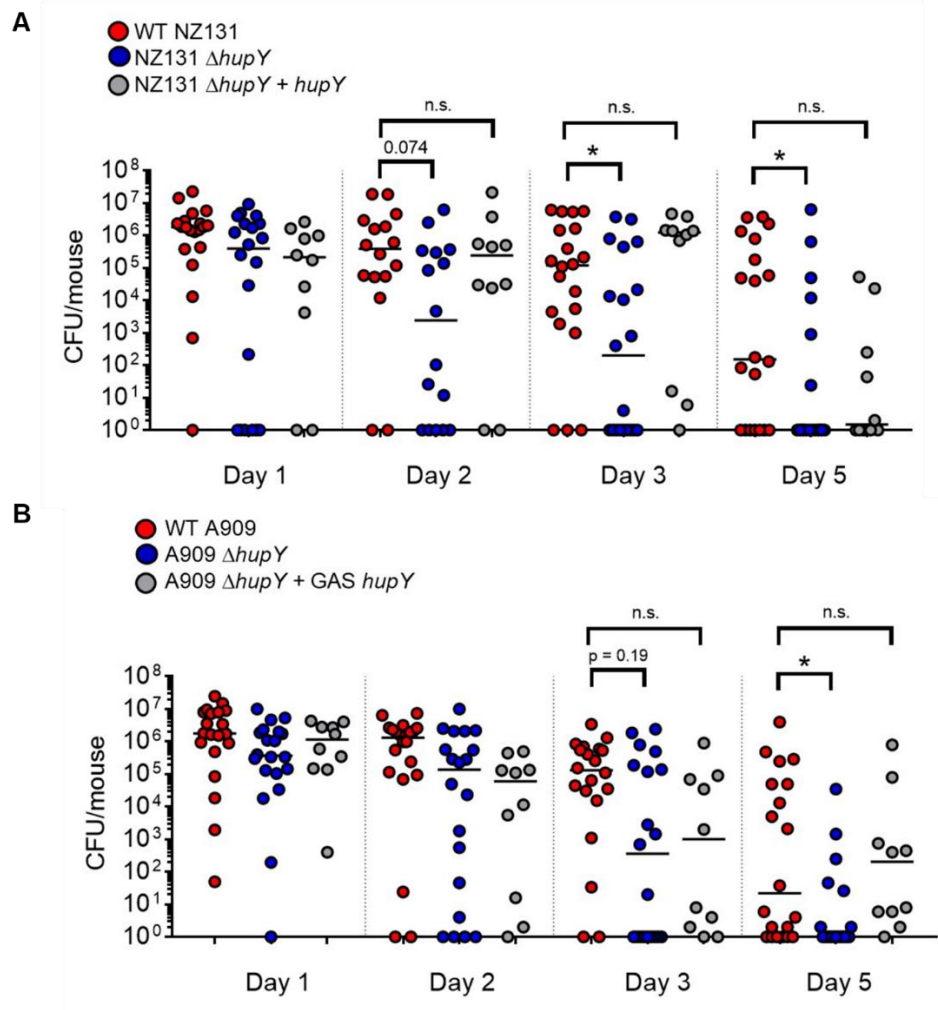 A
WT NZ131
NZ131 ΔhupY
NZ131 ΔhupY + hupY
n.s. n.s. n.s.
0.074 * *
CFU/mouse
10⁸
10⁷
10⁶
10⁵
10⁴
10³
10²
10¹
10⁰
Day 1 Day 2 Day 3 Day 5
B
WT A909
A909 ΔhupY
A909 ΔhupY + GAS hupY
n.s. n.s.
p = 0.19 *
CFU/mouse
10⁸
10⁷
10⁶
10⁵
10⁴
10³
10²
10¹
10⁰
Day 1 Day 2 Day 3 Day 5